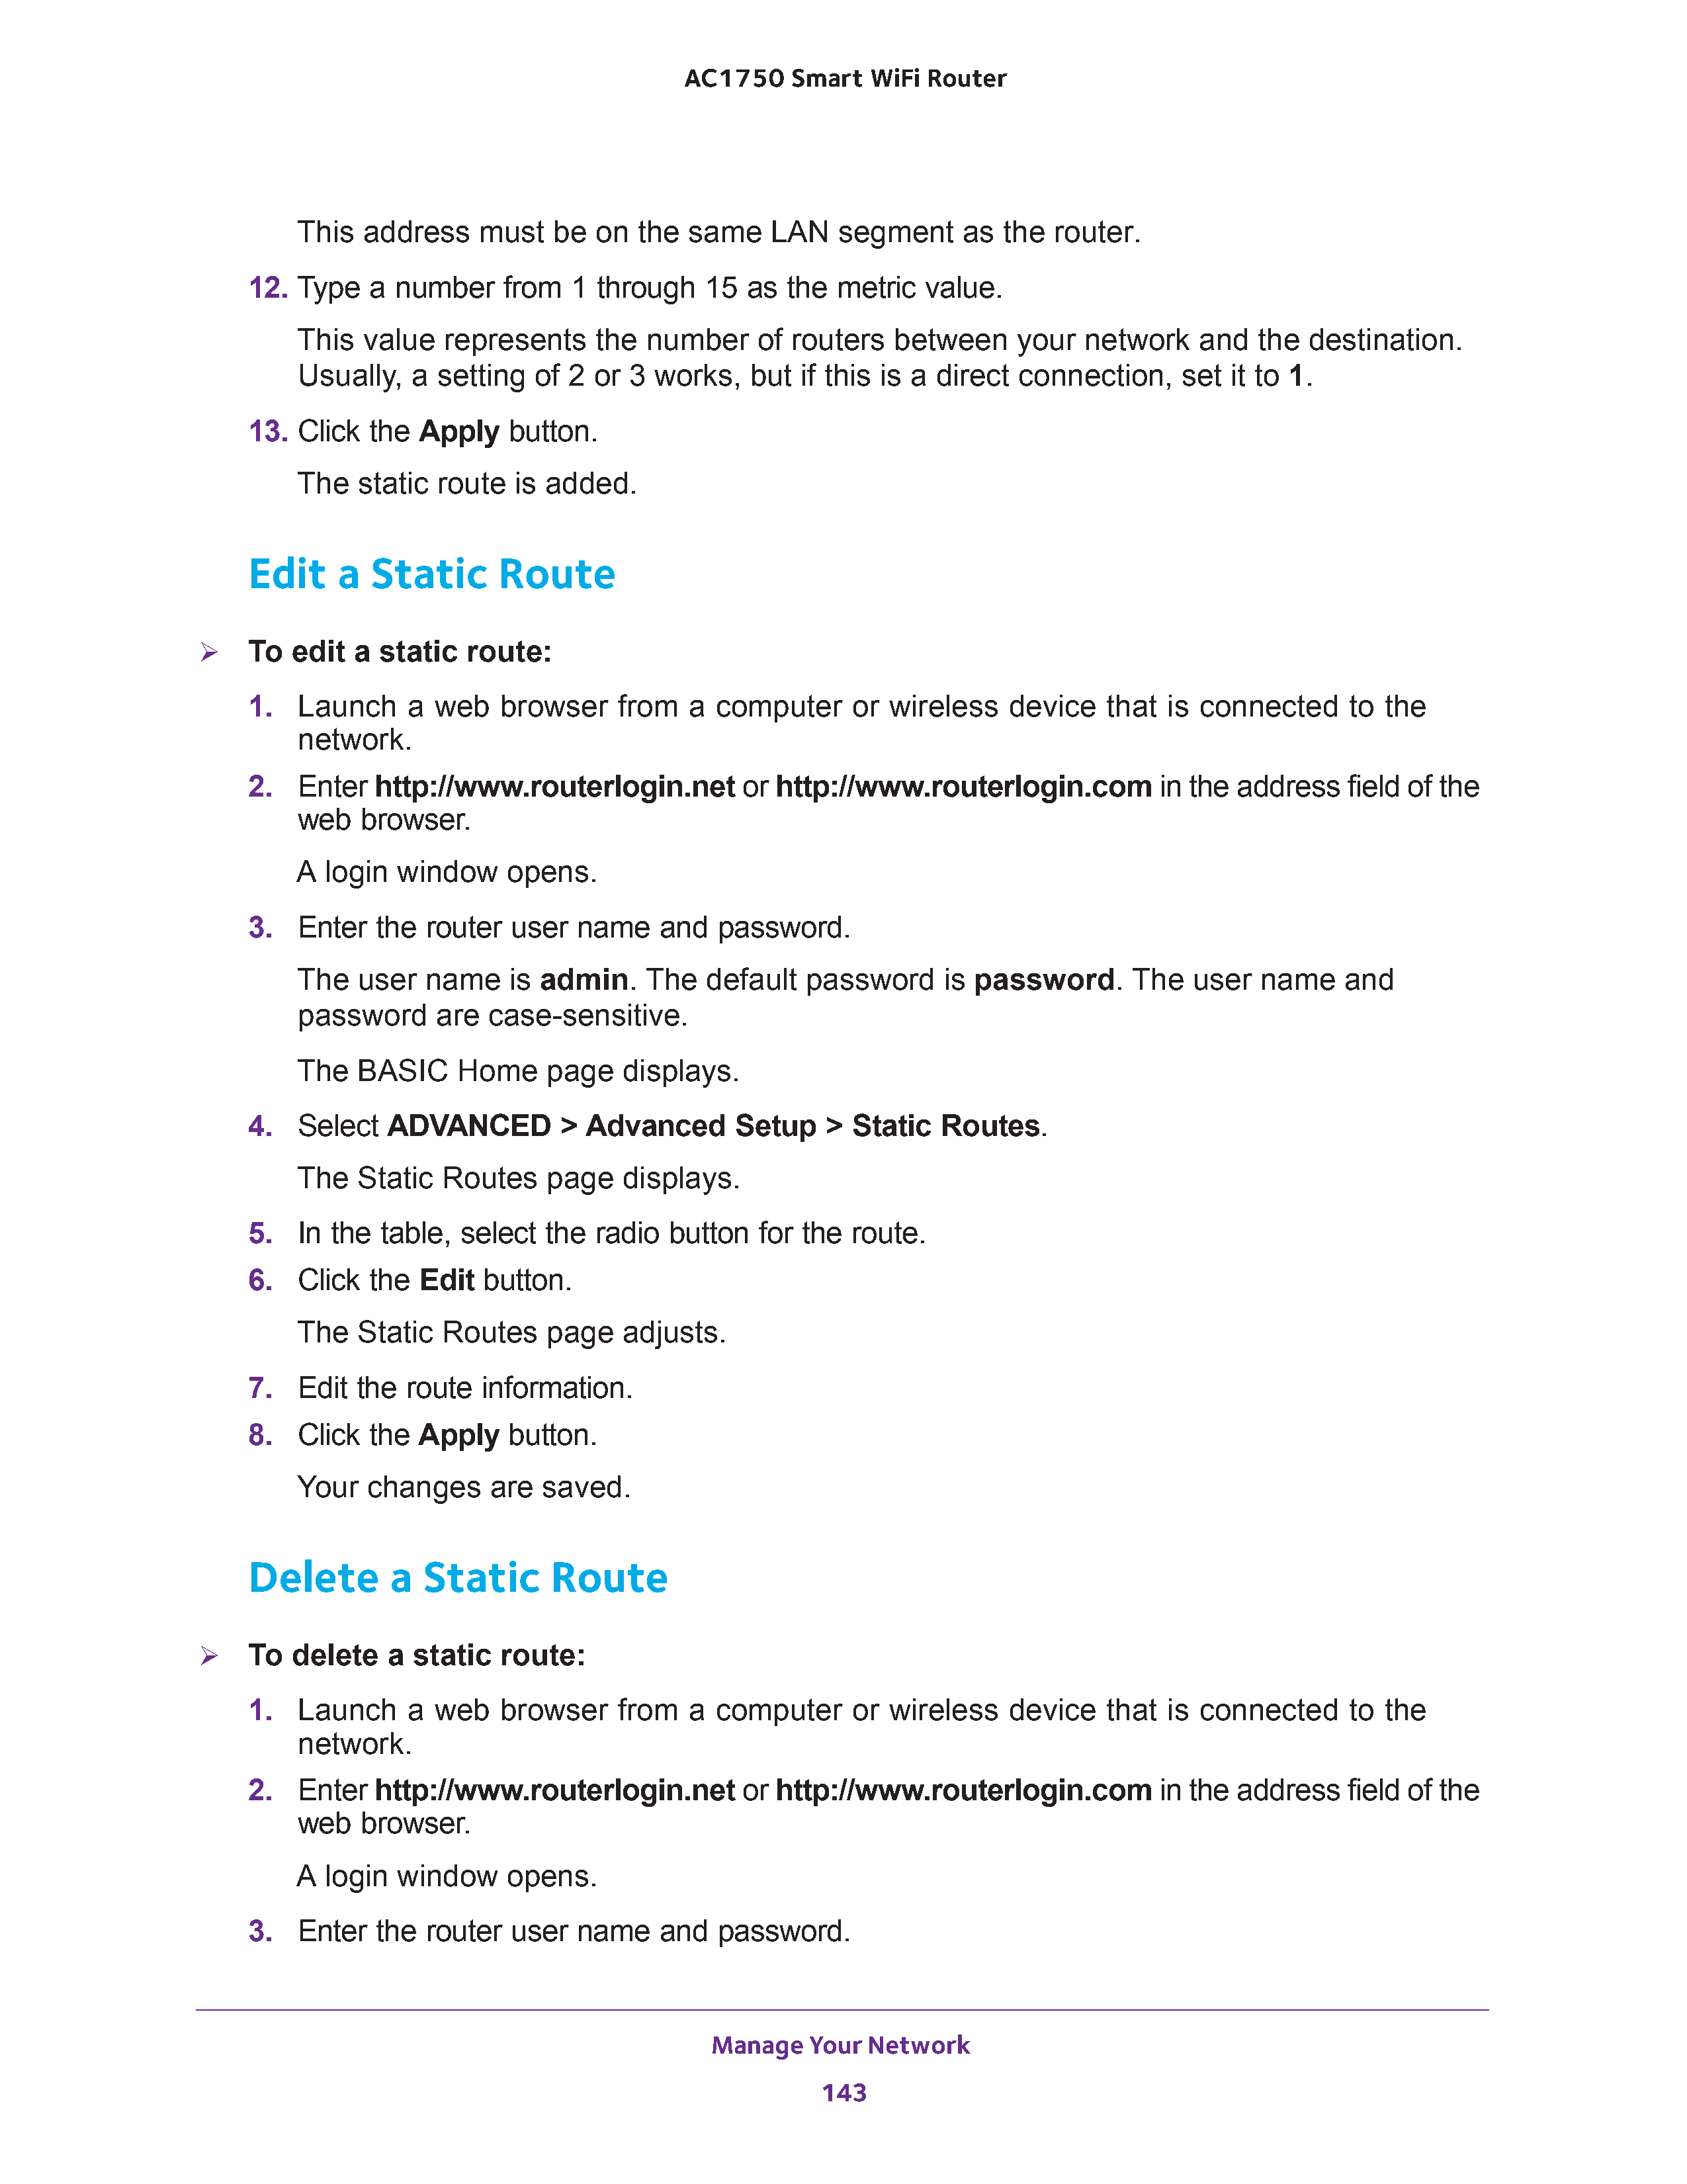 AC1750 Smart WiFi Router
This address must be on the same LAN segment as the router.
12. Type a number from 1 through 15 as the metric value.
This value represents the number of routers between your network and the destination.
Usually, a setting of 2 or 3 works, but if this is a direct connection, set it to 1.
13. Click the Apply button.
The static route is added.
Edit a Static Route
➢ To edit a static route:
1. Launch a web browser from a computer or wireless device that is connected to the
network.
2. Enter http://www.routerlogin.net or http://www.routerlogin.com in the address field of the
web browser.
A login window opens.
3. Enter the router user name and password.
The user name is admin. The default password is password. The user name and
password are case-sensitive.
The BASIC Home page displays.
4. Select ADVANCED > Advanced Setup > Static Routes.
The Static Routes page displays.
5. In the table, select the radio button for the route.
6. Click the Edit button.
The Static Routes page adjusts.
7. Edit the route information.
8. Click the Apply button.
Your changes are saved.
Delete a Static Route
➢ To delete a static route:
1. Launch a web browser from a computer or wireless device that is connected to the
network.
2. Enter http://www.routerlogin.net or http://www.routerlogin.com in the address field of the
web browser.
A login window opens.
3. Enter the router user name and password.
Manage Your Network
143